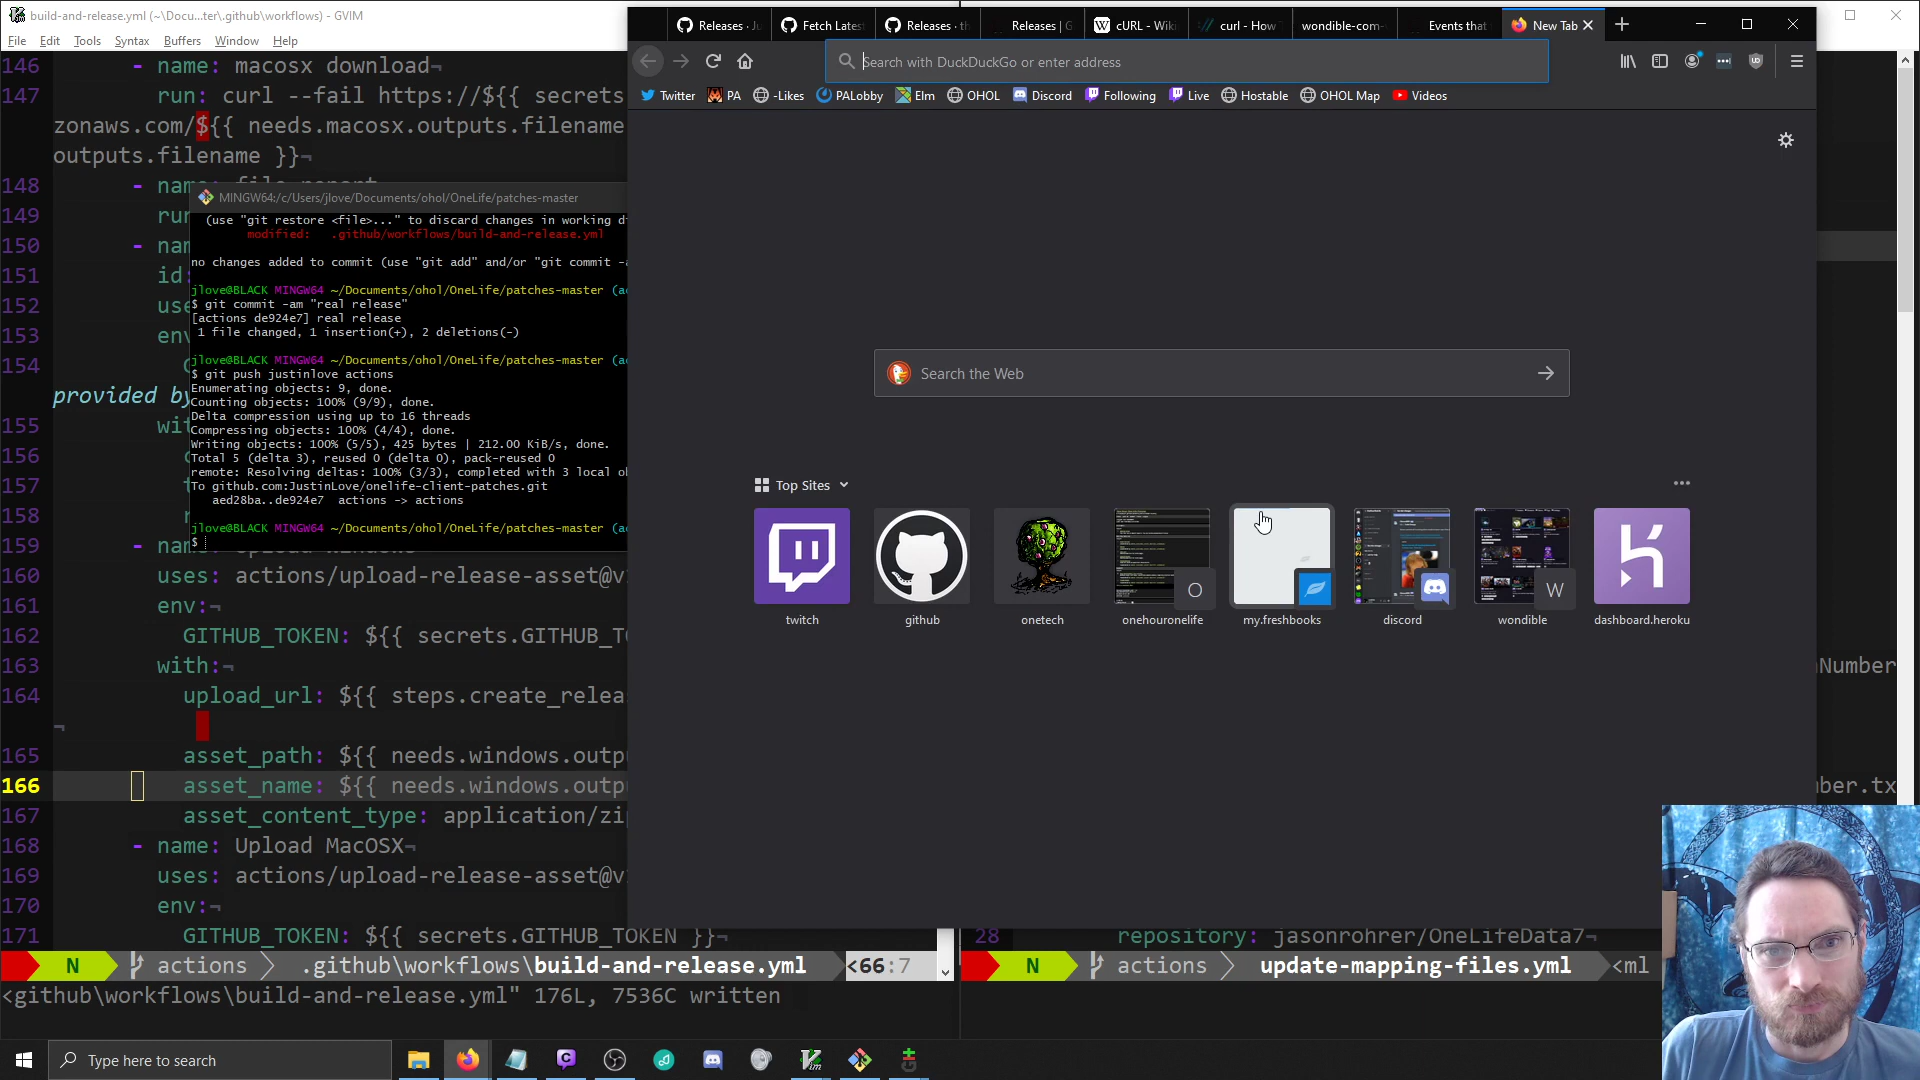 build-and-release.yml (~\Docu...ter\.github\workflows) - GVIM
File Edit Tools Syntax Buffers Window Help
146 - name: macosx download¬
147 run: curl --fail https://${{ secrets
zonaws.com/${{ needs.macosx.outputs.filename
outputs.filename }}¬
148 - name: file report
149
150 - nam
151 id:
152 use
153 env
154
provided by
155 wit
156
157
158
159 - nam
160 uses: actions/upload-release-asset@v
161 env:¬
162 GITHUB_TOKEN: ${{ secrets.GITHUB_TO
163 with:¬
164 upload_url: ${{ steps.create_relea
¬
165 asset_path: ${{ needs.windows.outpu
166 asset_name: ${{ needs.windows.outpu
167 asset_content_type: application/zi
168 - name: Upload MacOSX¬
169 uses: actions/upload-release-asset@v
170 env:¬
171 GITHUB_TOKEN: ${{ secrets.GITHUB_TOKEN }}¬
N actions .github\workflows\build-and-release.yml <66:7
<github\workflows\build-and-release.yml" 176L, 7536C written
MINGW64:/c/Users/jlove/Documents/ohol/OneLife/patches-master
(use "git restore <file>..." to discard changes in working d
modified: .github/workflows/build-and-release.yml
no changes added to commit (use "git add" and/or "git commit -a
jlove@BLACK MINGW64 ~/Documents/ohol/OneLife/patches-master (a
$ git commit -am "real release"
[actions de924e7] real release
1 file changed, 1 insertion(+), 2 deletions(-)
jlove@BLACK MINGW64 ~/Documents/ohol/OneLife/patches-master (a
$ git push justinlove actions
Enumerating objects: 9, done.
Counting objects: 100% (9/9), done.
Delta compression using up to 16 threads
Compressing objects: 100% (4/4), done.
Writing objects: 100% (5/5), 425 bytes | 212.00 KiB/s, done.
Total 5 (delta 3), reused 0 (delta 0), pack-reused 0
remote: Resolving deltas: 100% (3/3), completed with 3 local ob
To github.com:JustinLove/onelife-client-patches.git
aed28ba..de924e7 actions -> actions
jlove@BLACK MINGW64 ~/Documents/ohol/OneLife/patches-master (a
$
Releases · Ju Fetch Latest Releases · th Releases | G cURL - Wiki curl - How wondible-com- Events that New Tab
Search with DuckDuckGo or enter address
Twitter PA -Likes PALobby Elm OHOL Discord Following Live Hostable OHOL Map Videos
Search the Web
Top Sites
O W
twitch github onetech onehouronelife my.freshbooks discord wondible dashboard.heroku
nNumber
mber.tx
28 repository: jasonrohrer/OneLifeData7¬
N actions update-mapping-files.yml <ml
Type here to search